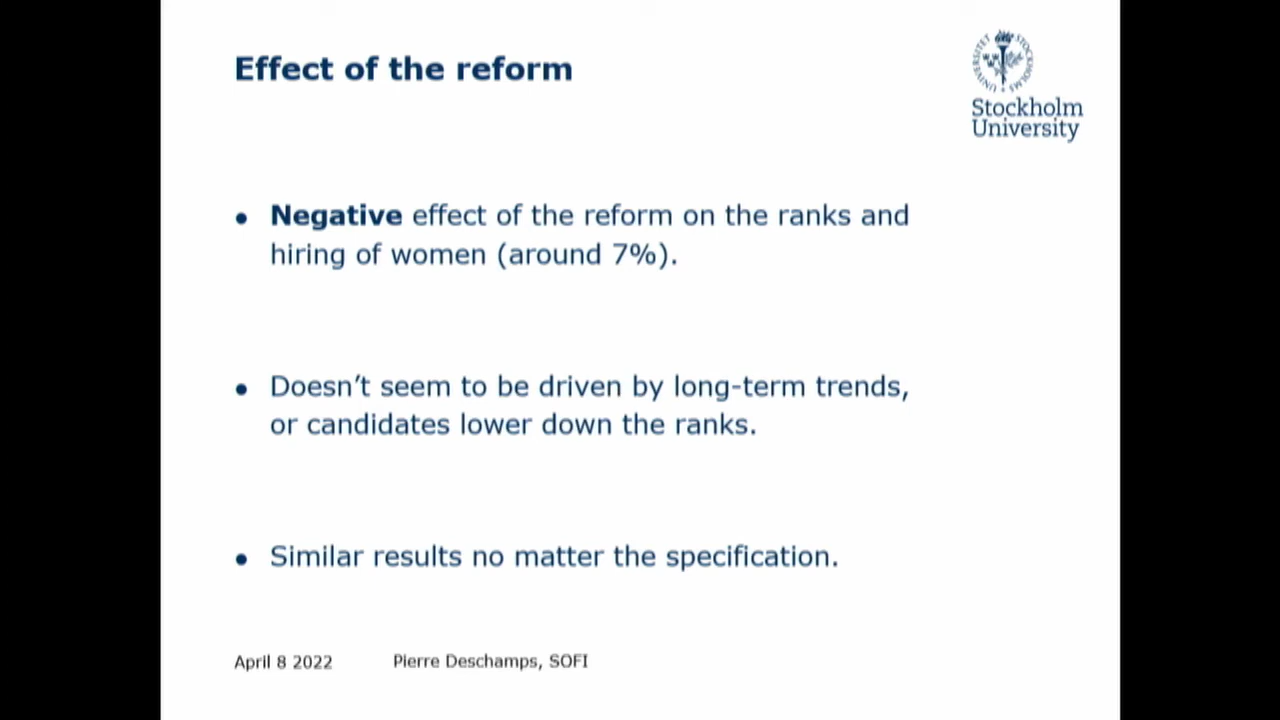 Effect of the reform
Stockholm
University
• Negative effect of the reform on the ranks and
hiring of women (around 7%).
• Doesn’t seem to be driven by long-term trends,
or candidates lower down the ranks.
• Similar results no matter the specification.
April 8 2022 Pierre Deschamps, SOFI